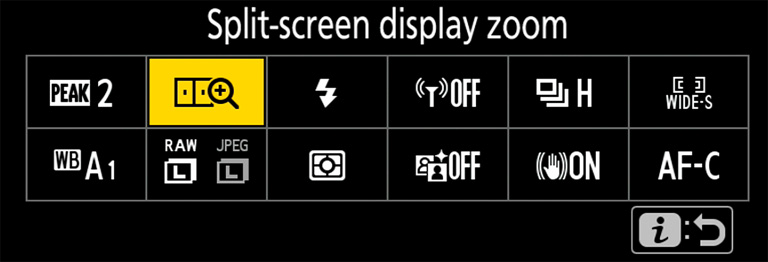 Split-screen display zoom
PEAK 2
H
OFF
WIDE-S
WB A1
RAW JPEG
L L
OFF
ON
AF-C
i: